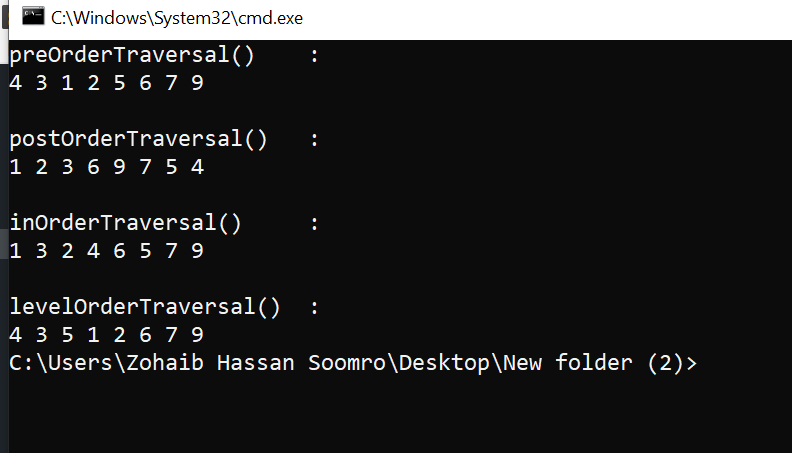 C:\Windows\System32\cmd.exe
preOrderTraversal()    :
4 3 1 2 5 6 7 9
postOrderTraversal()   :
1 2 3 6 9 7 5 4
inOrderTraversal()     :
1 3 2 4 6 5 7 9
levelOrderTraversal()  :
4 3 5 1 2 6 7 9
C:\Users\Zohaib Hassan Soomro\Desktop\New folder (2)>